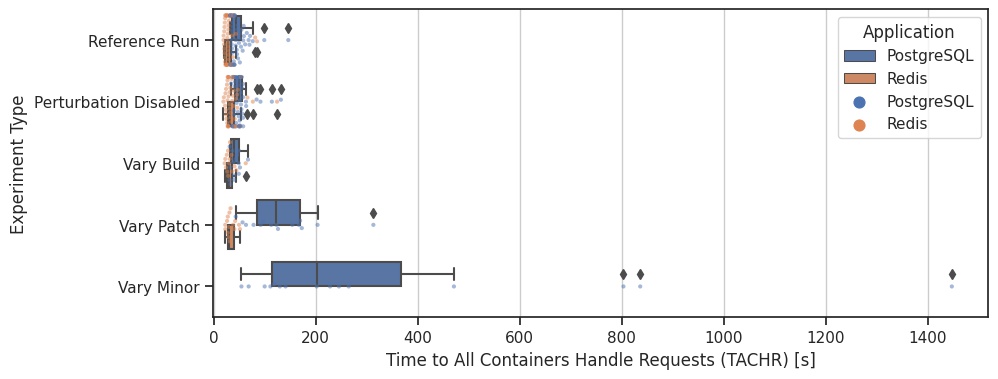 Experiment Type
Reference Run
Perturbation Disabled
Vary Build
Vary Patch
Vary Minor
Application
PostgreSQL
Redis
PostgreSQL
Redis
0 200 400 600 800 1000 1200 1400
Time to All Containers Handle Requests (TACHR) [s]